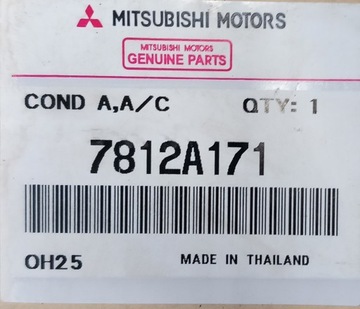 MITSUBISHI MOTORS
MITSUBISHI MOTORS
GENUINE PARTS
COND A,A/C QTY: 1
7812A171
OH25 MADE IN THAILAND